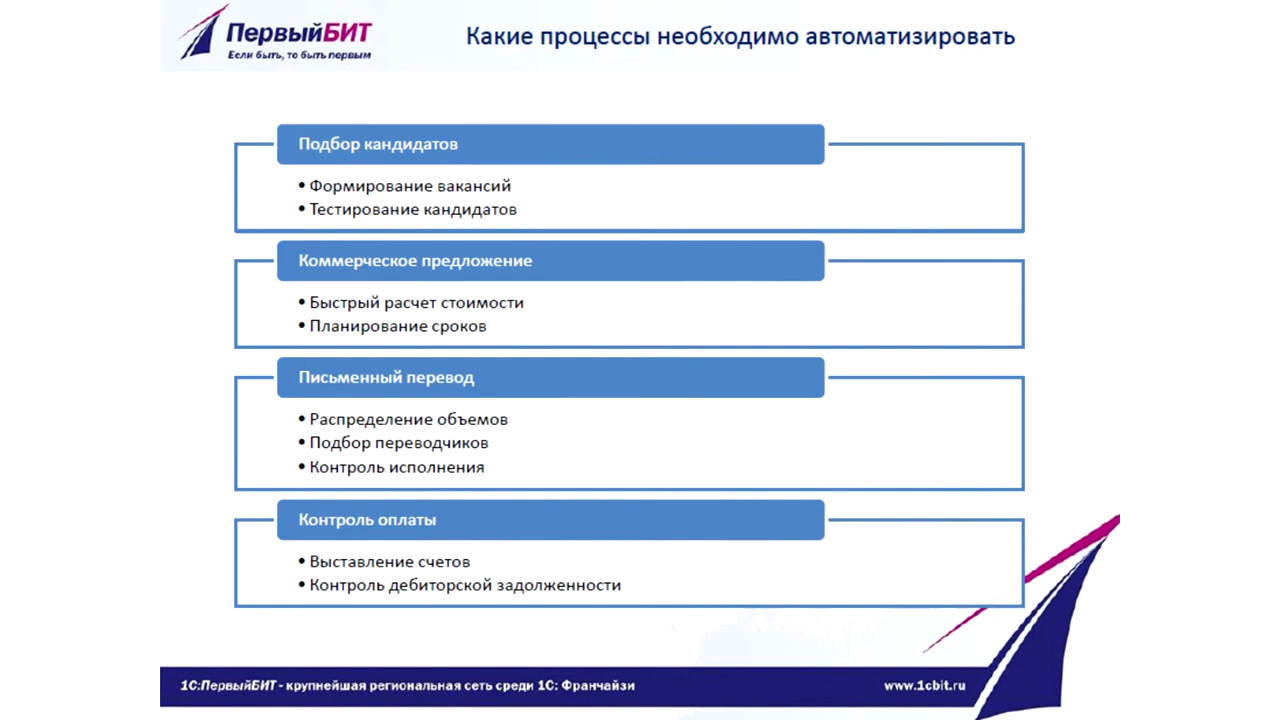 ПервыйБИТ
Если быть, то быть первым
Какие процессы необходимо автоматизировать
Подбор кандидатов
• Формирование вакансий
• Тестирование кандидатов
Коммерческое предложение
• Быстрый расчет стоимости
• Планирование сроков
Письменный перевод
• Распределение объемов
• Подбор переводчиков
• Контроль исполнения
Контроль оплаты
• Выставление счетов
• Контроль дебиторской задолженности
1С:ПервыйБИТ - крупнейшая региональная сеть среди 1С: Франчайзи
www.1cbit.ru